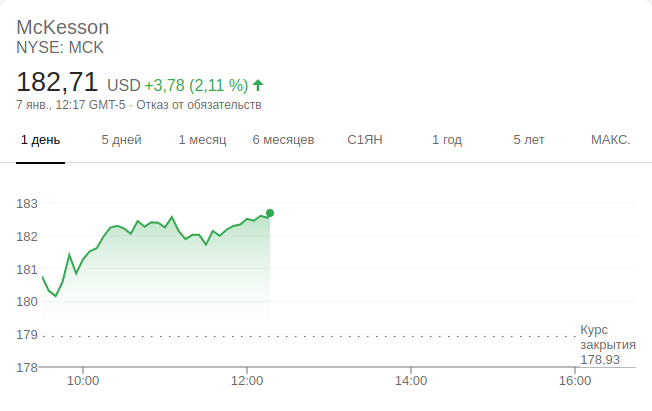 McKesson
NYSE: MCK
182,71 USD +3,78 (2,11 %)
7 янв., 12:17 GMT-5 · Отказ от обязательств
1 день 5 дней 1 месяц 6 месяцев С1ЯН 1 год 5 лет МАКС.
183
182
181
180
179
178
Курс
закрытия
178,93
10:00 12:00 14:00 16:00